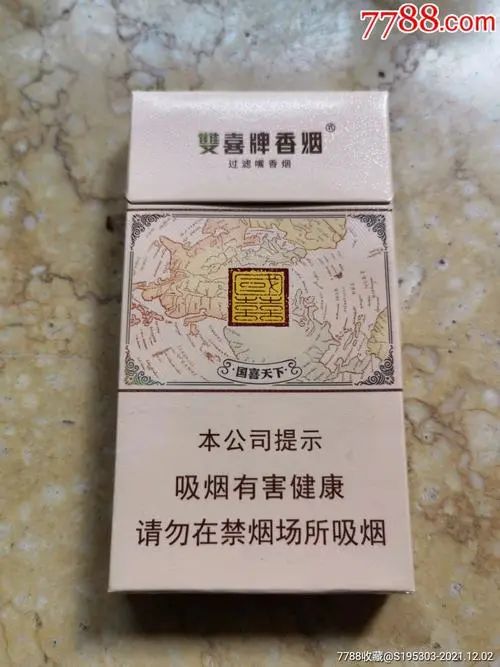 7788.com
雙喜牌香烟®
过滤嘴香烟
国喜天下
本公司提示
吸烟有害健康
请勿在禁烟场所吸烟
7788收藏@S195303-2021.12.02